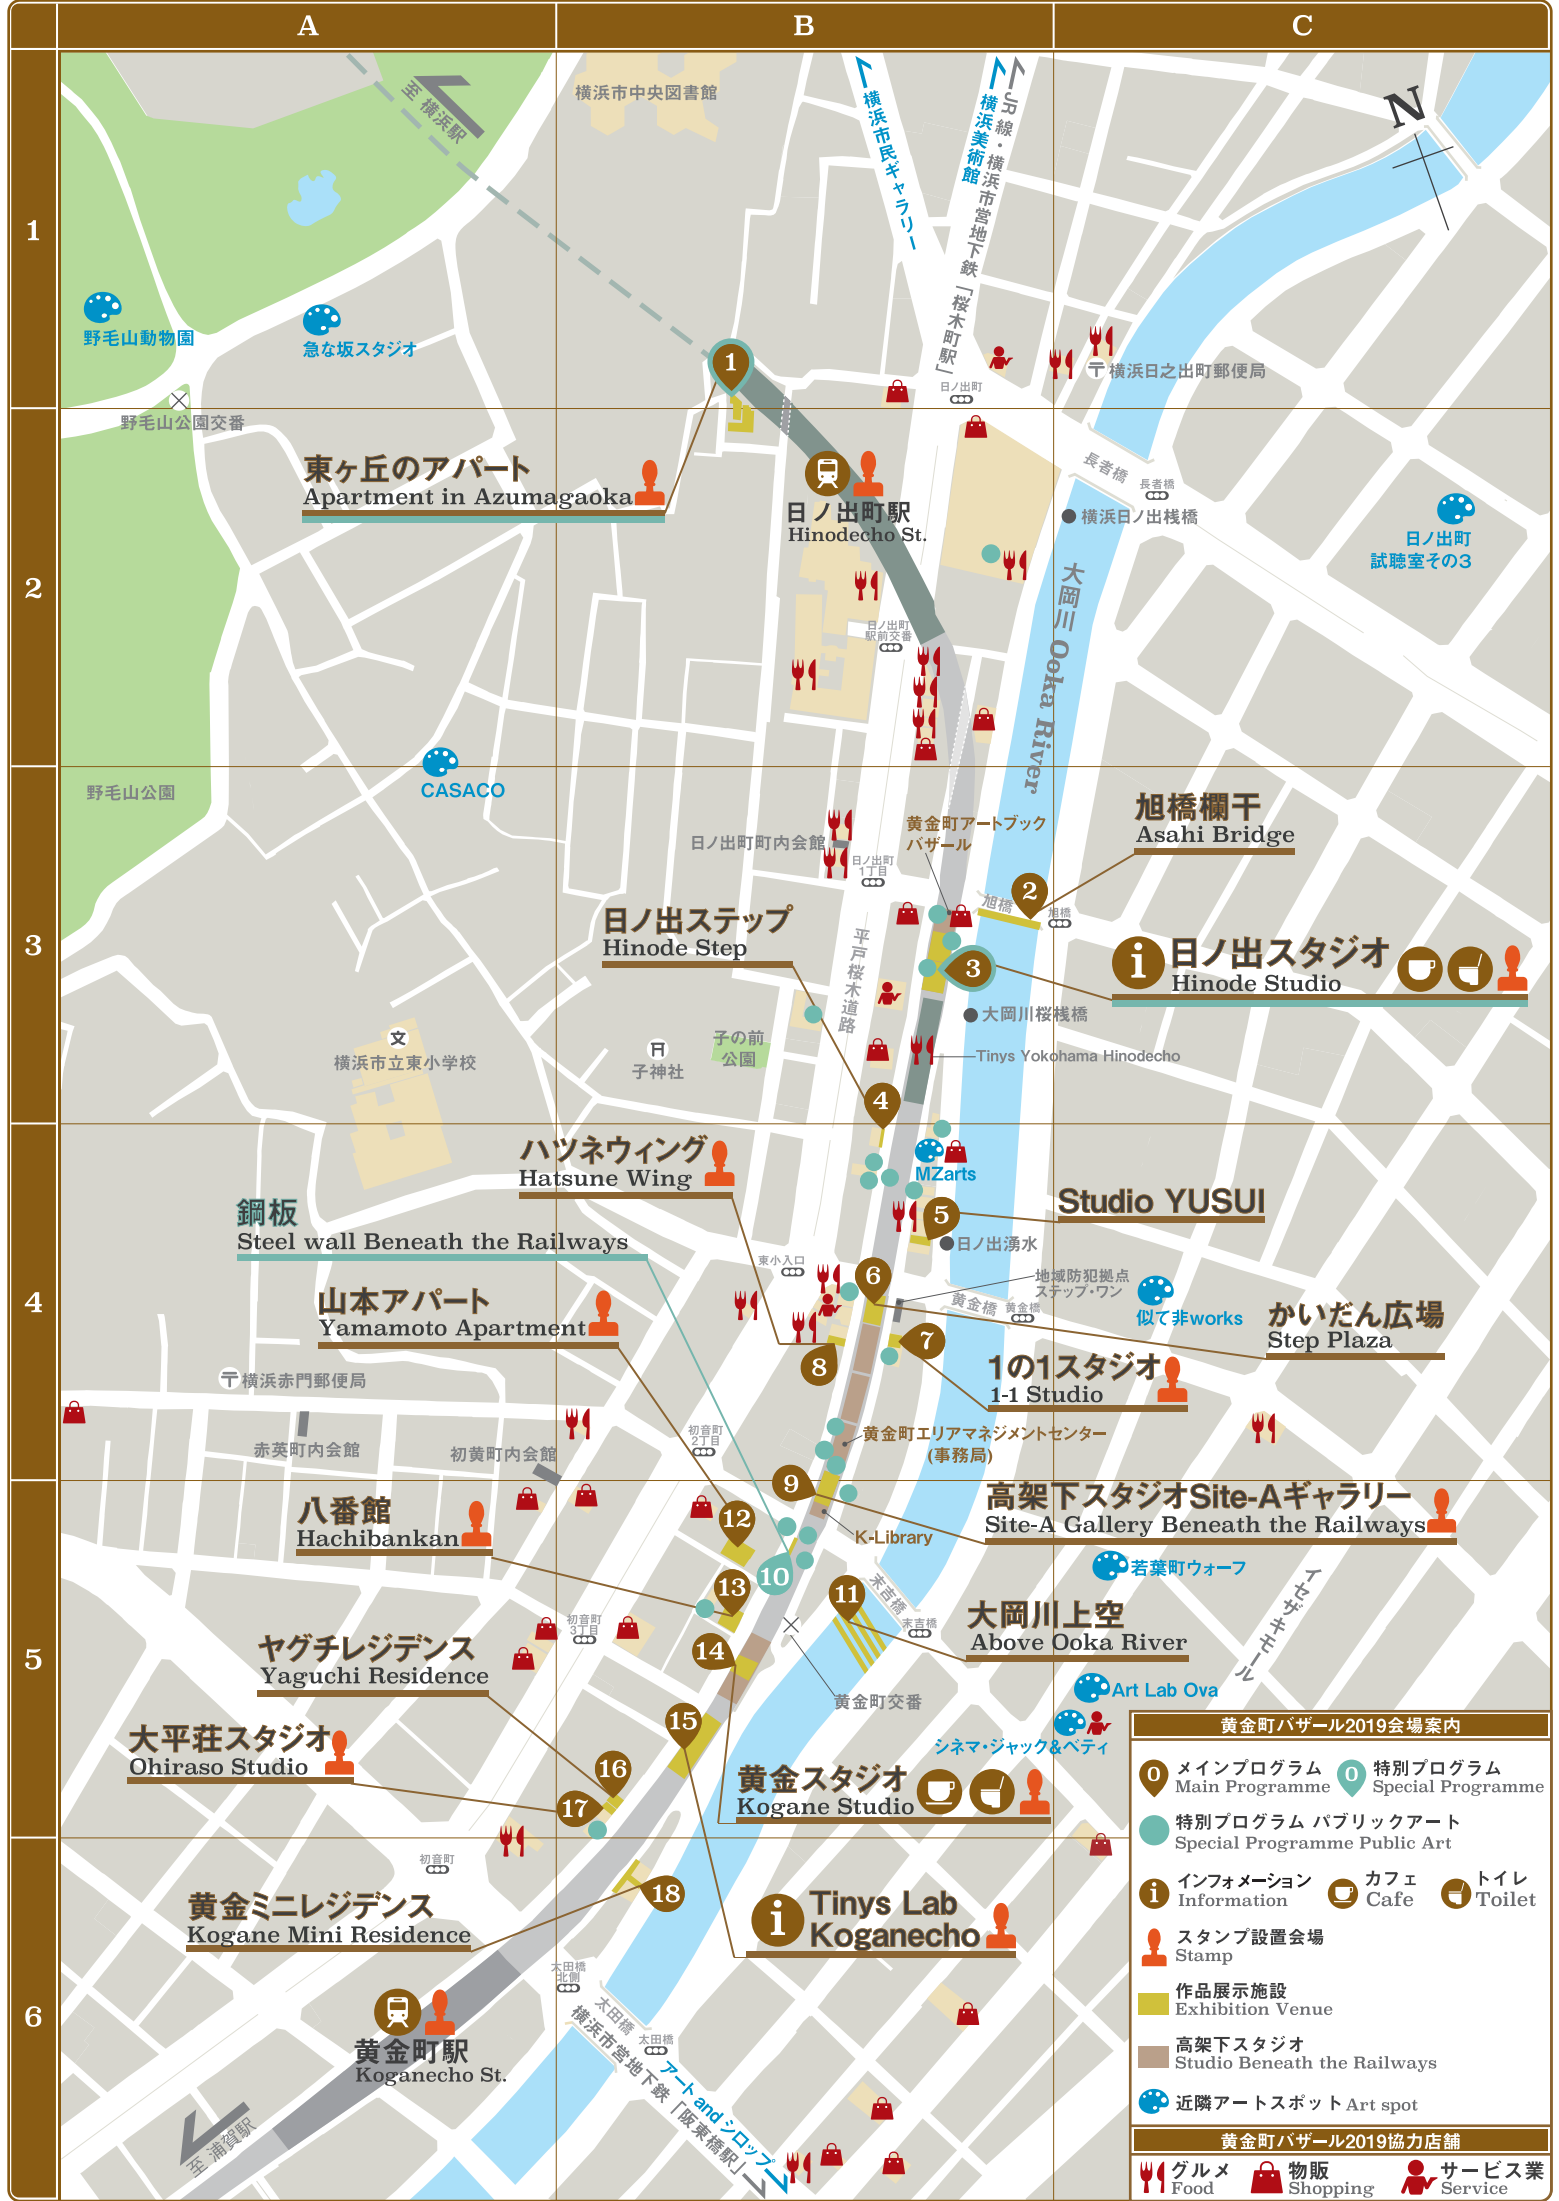 A
B
C
1
2
3
4
5
6
N
至 横浜駅
横浜市中央図書館
横浜市民ギャラリー
横浜美術館
JR 線・横浜市営地下鉄「桜木町駅」
野毛山動物園
急な坂スタジオ
野毛山公園交番
横浜日之出町郵便局
日ノ出町
1
東ヶ丘のアパート
Apartment in Azumagaoka
日ノ出町駅
Hinodecho St.
長者橋
長者橋
横浜日ノ出桟橋
日ノ出町
試聴室その3
大岡川 Ooka River
日ノ出町
駅前交番
CASACO
野毛山公園
日ノ出町町内会館
日ノ出町
1丁目
黄金町アートブック
バザール
旭橋欄干
Asahi Bridge
2
旭橋
旭橋
日ノ出ステップ
Hinode Step
平戸桜木道路
3
i
日ノ出スタジオ
Hinode Studio
大岡川桜桟橋
Tinys Yokohama Hinodecho
文
横浜市立東小学校
子神社
子の前
公園
4
ハツネウィング
Hatsune Wing
MZarts
鋼板
Steel wall Beneath the Railways
Studio YUSUI
5
日ノ出湧水
東小入口
6
地域防犯拠点
ステップ・ワン
黄金橋
黄金橋
似て非works
かいだん広場
Step Plaza
山本アパート
Yamamoto Apartment
7
8
1の1スタジオ
1-1 Studio
横浜赤門郵便局
赤英町内会館
初黄町内会館
初音町
2丁目
黄金町エリアマネジメントセンター
(事務局)
9
高架下スタジオSite-Aギャラリー
Site-A Gallery Beneath the Railways
八番館
Hachibankan
12
K-Library
10
13
11
末吉橋
末吉橋
若葉町ウォーフ
イセザキモール
大岡川上空
Above Ooka River
初音町
3丁目
14
ヤグチレジデンス
Yaguchi Residence
黄金町交番
Art Lab Ova
シネマ・ジャック&ベティ
15
大平荘スタジオ
Ohiraso Studio
16
17
黄金スタジオ
Kogane Studio
初音町
黄金ミニレジデンス
Kogane Mini Residence
18
i
Tinys Lab
Koganecho
太田橋
北側
太田橋
太田橋
黄金町駅
Koganecho St.
横浜市営地下鉄「阪東橋駅」
アート and シロップ
至 浦賀駅
黄金町バザール2019会場案内
0
メインプログラム
Main Programme
0
特別プログラム
Special Programme
特別プログラム パブリックアート
Special Programme Public Art
i
インフォメーション
Information
カフェ
Cafe
トイレ
Toilet
スタンプ設置会場
Stamp
作品展示施設
Exhibition Venue
高架下スタジオ
Studio Beneath the Railways
近隣アートスポット Art spot
黄金町バザール2019協力店舗
グルメ
Food
物販
Shopping
サービス業
Service